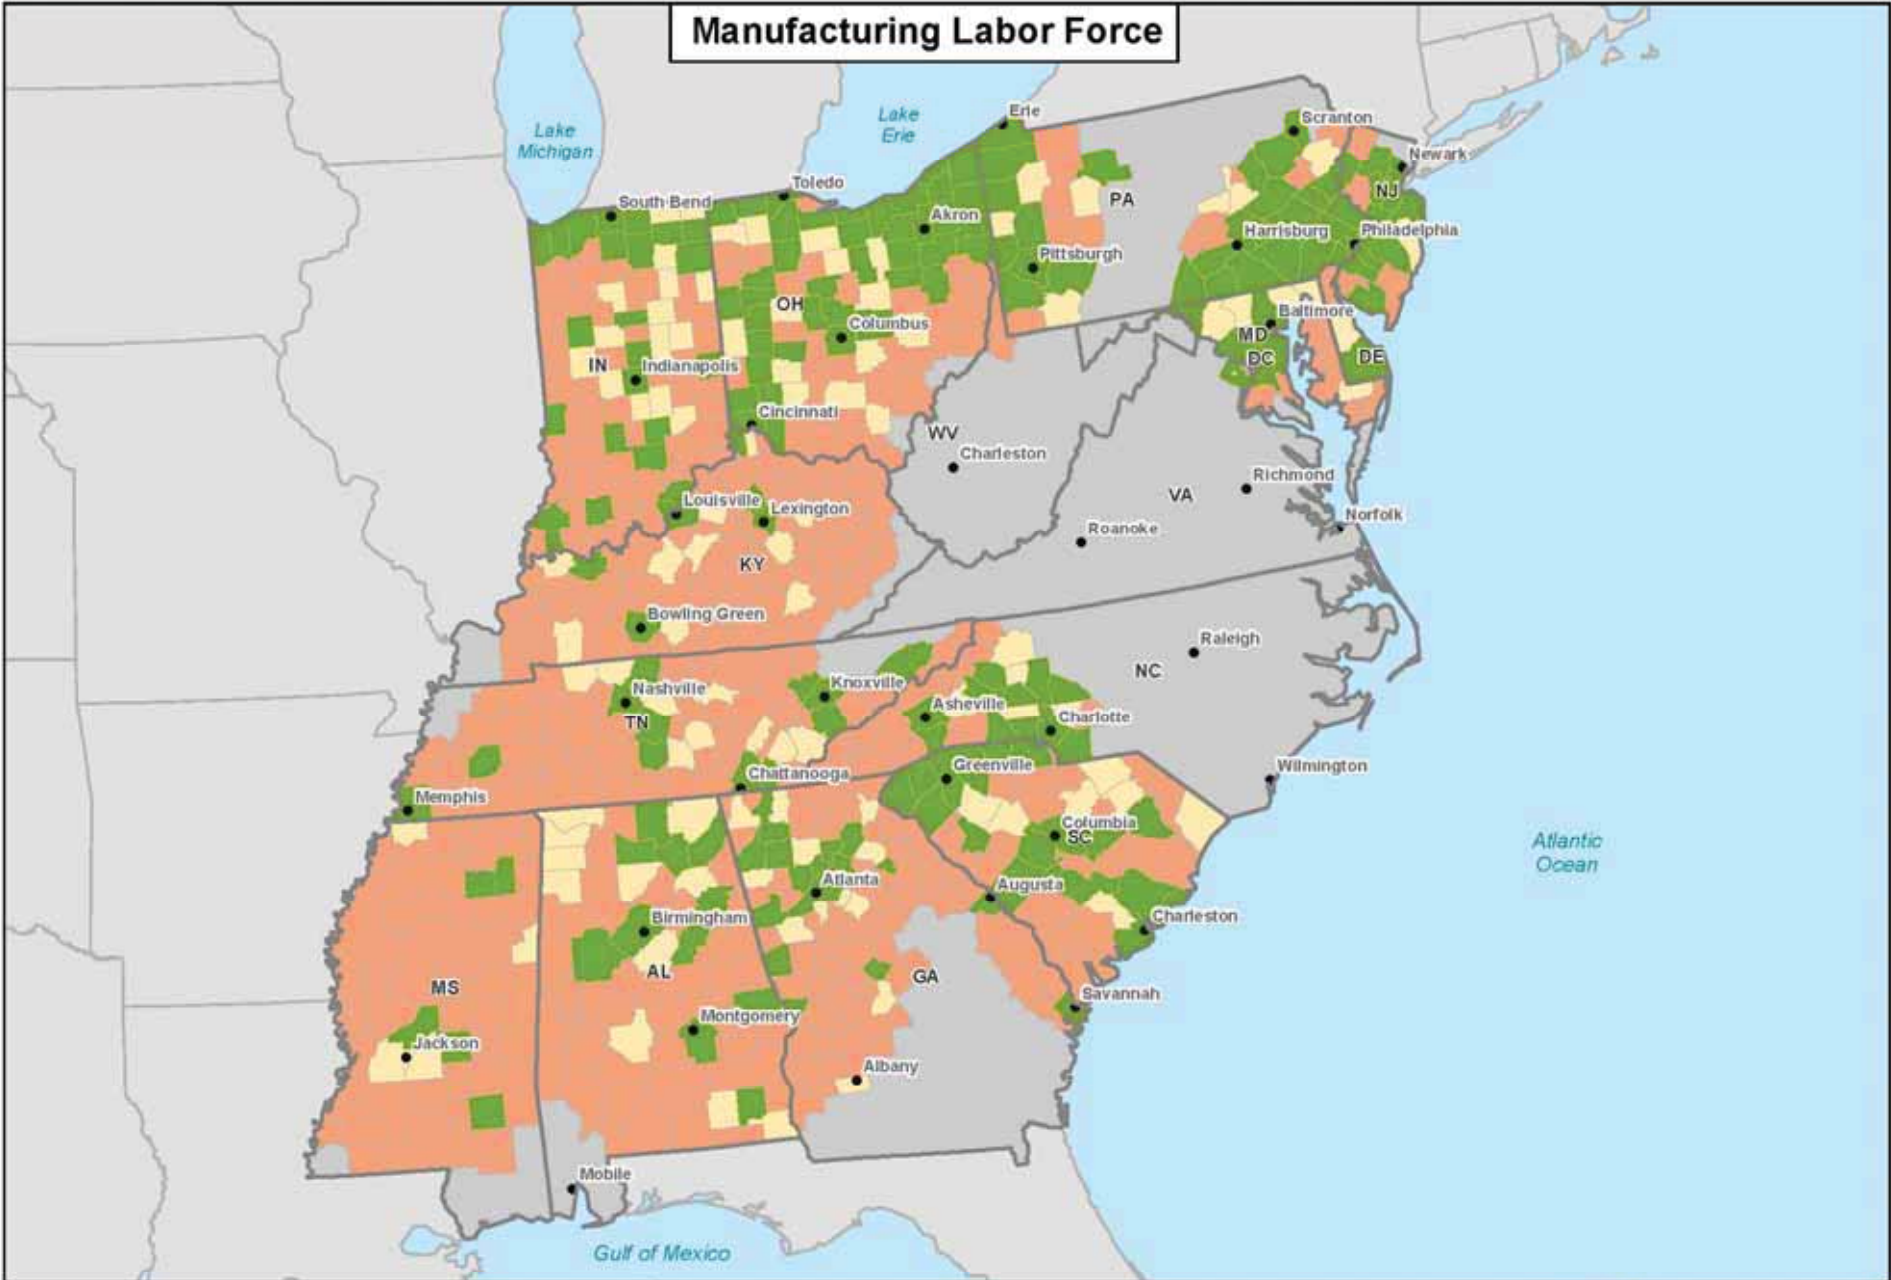 Manufacturing Labor Force
Lake
Michigan
Lake
Erie
Erie
Scranton
Newark
NJ
PA
Toledo
South Bend
Akron
Harrisburg
Philadelphia
Pittsburgh
OH
Columbus
Baltimore
MD
DC
DE
IN
Indianapolis
Cincinnati
WV
Charleston
Richmond
VA
Louisville
Lexington
Norfolk
Roanoke
KY
Bowling Green
Raleigh
NC
Nashville
TN
Knoxville
Asheville
Charlotte
Chattanooga
Greenville
Wilmington
Memphis
Columbia
SC
Atlantic
Ocean
Atlanta
Augusta
Birmingham
Charleston
AL
GA
MS
Savannah
Montgomery
Jackson
Albany
Mobile
Gulf of Mexico